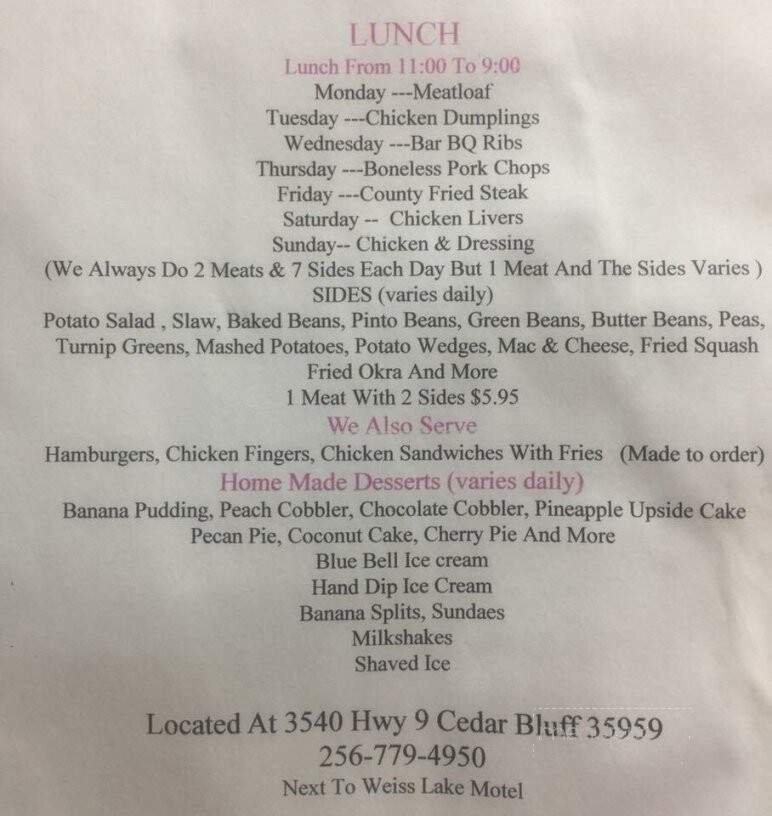 LUNCH
Lunch From 11:00 To 9:00
Monday ---Meatloaf
Tuesday ---Chicken Dumplings
Wednesday ---Bar BQ Ribs
Thursday ---Boneless Pork Chops
Friday ---County Fried Steak
Saturday -- Chicken Livers
Sunday-- Chicken & Dressing
(We Always Do 2 Meats & 7 Sides Each Day But 1 Meat And The Sides Varies )
SIDES (varies daily)
Potato Salad , Slaw, Baked Beans, Pinto Beans, Green Beans, Butter Beans, Peas,
Turnip Greens, Mashed Potatoes, Potato Wedges, Mac & Cheese, Fried Squash
Fried Okra And More
1 Meat With 2 Sides $5.95
We Also Serve
Hamburgers, Chicken Fingers, Chicken Sandwiches With Fries (Made to order)
Home Made Desserts (varies daily)
Banana Pudding, Peach Cobbler, Chocolate Cobbler, Pineapple Upside Cake
Pecan Pie, Coconut Cake, Cherry Pie And More
Blue Bell Ice cream
Hand Dip Ice Cream
Banana Splits, Sundaes
Milkshakes
Shaved Ice
Located At 3540 Hwy 9 Cedar Bluff 35959
256-779-4950
Next To Weiss Lake Motel